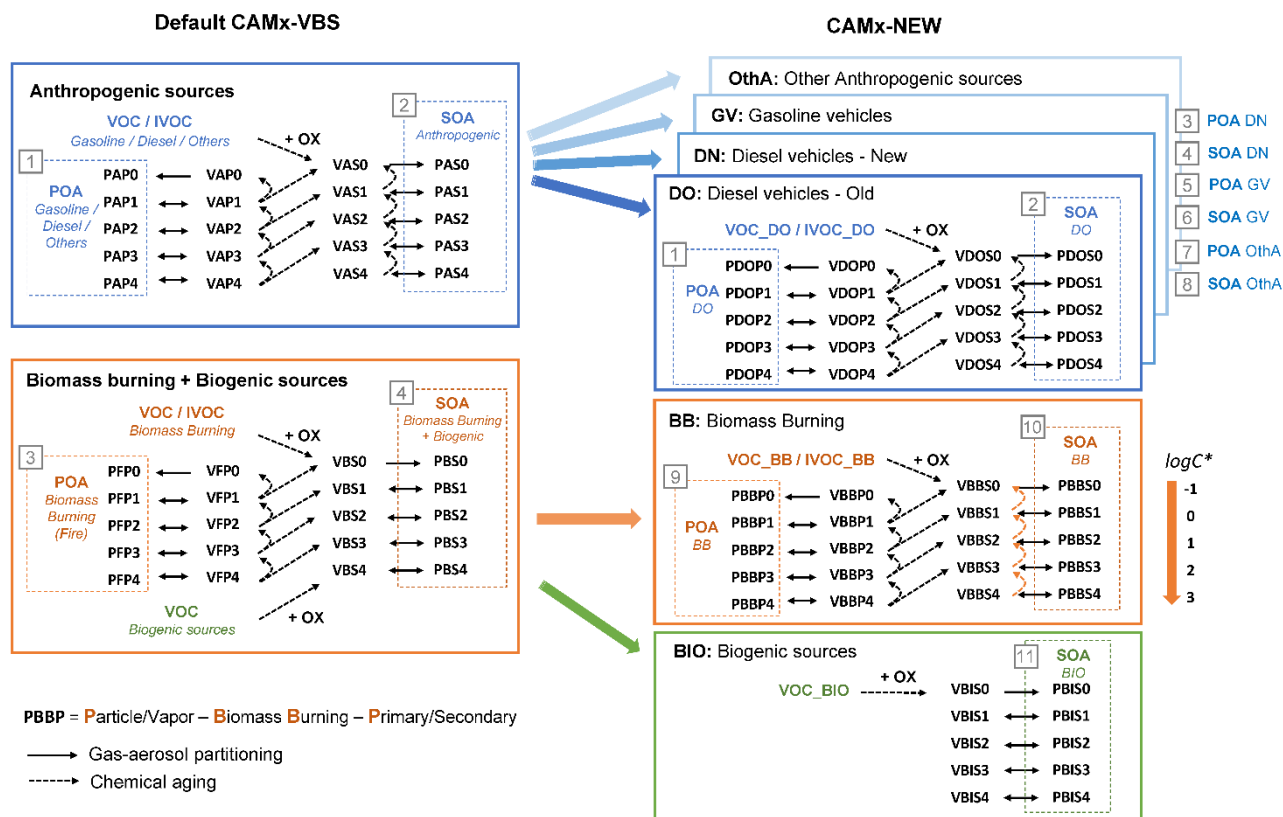 Default CAMx-VBS
Anthropogenic sources
VOC / IVOC
Gasoline / Diesel / Others
+ OX
2
SOA
Anthropogenic
1
POA
Gasoline /
Diesel /
Others
PAP0 VAP0 VAS0 PAS0
PAP1 VAP1 VAS1 PAS1
PAP2 VAP2 VAS2 PAS2
PAP3 VAP3 VAS3 PAS3
PAP4 VAP4 VAS4 PAS4
Biomass burning + Biogenic sources
VOC / IVOC
Biomass Burning
+ OX
4
SOA
Biomass Burning
+ Biogenic
3
POA
Biomass
Burning
(Fire)
PFP0 VFP0 VBS0 PBS0
PFP1 VFP1 VBS1 PBS1
PFP2 VFP2 VBS2 PBS2
PFP3 VFP3 VBS3 PBS3
PFP4 VFP4 VBS4 PBS4
VOC
Biogenic sources
+ OX
PBBP = Particle/Vapor – Biomass Burning – Primary/Secondary
Gas-aerosol partitioning
Chemical aging
CAMx-NEW
OthA: Other Anthropogenic sources
GV: Gasoline vehicles
DN: Diesel vehicles - New
DO: Diesel vehicles - Old
VOC_DO / IVOC_DO
+ OX
2
SOA
DO
1
POA
DO
PDOP0 VDOP0 VDOS0 PDOS0
PDOP1 VDOP1 VDOS1 PDOS1
PDOP2 VDOP2 VDOS2 PDOS2
PDOP3 VDOP3 VDOS3 PDOS3
PDOP4 VDOP4 VDOS4 PDOS4
3 POA DN
4 SOA DN
5 POA GV
6 SOA GV
7 POA OthA
8 SOA OthA
BB: Biomass Burning
VOC_BB / IVOC_BB
+ OX
10
SOA
BB
9
POA
BB
PBBP0 VBBP0 VBBS0 PBBS0
PBBP1 VBBP1 VBBS1 PBBS1
PBBP2 VBBP2 VBBS2 PBBS2
PBBP3 VBBP3 VBBS3 PBBS3
PBBP4 VBBP4 VBBS4 PBBS4
logC*
-1
0
1
2
3
BIO: Biogenic sources
VOC_BIO
+ OX
11
SOA
BIO
VBIS0 PBIS0
VBIS1 PBIS1
VBIS2 PBIS2
VBIS3 PBIS3
VBIS4 PBIS4